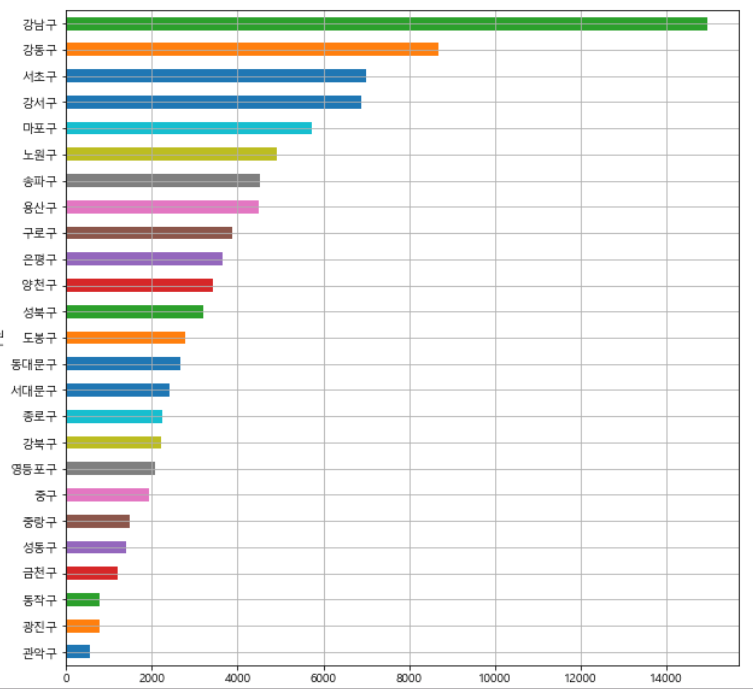 강남구
강동구
서초구
강서구
마포구
노원구
송파구
용산구
구로구
은평구
양천구
성북구
도봉구
동대문구
서대문구
종로구
강북구
영등포구
중구
중랑구
성동구
금천구
동작구
광진구
관악구
0 2000 4000 6000 8000 10000 12000 14000